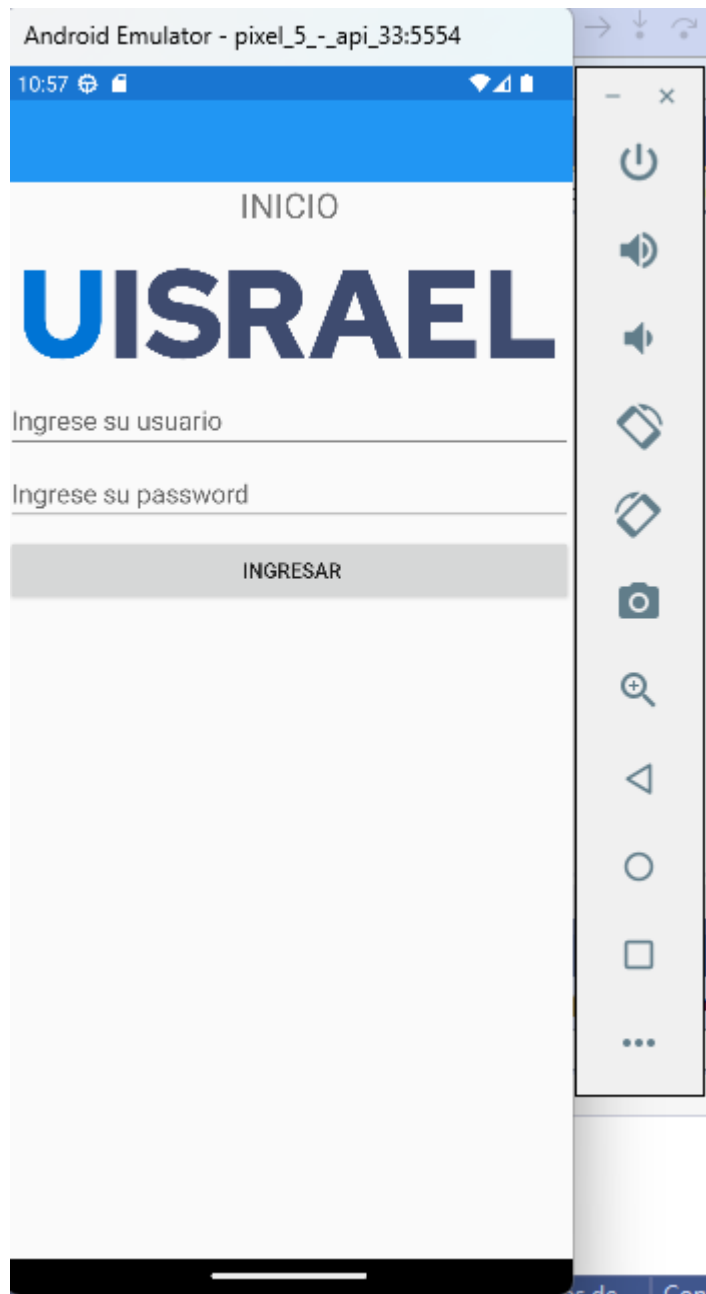 Android Emulator - pixel_5_-_api_33:5554
10:57
INICIO
UISRAEL
Ingrese su usuario
Ingrese su password
INGRESAR